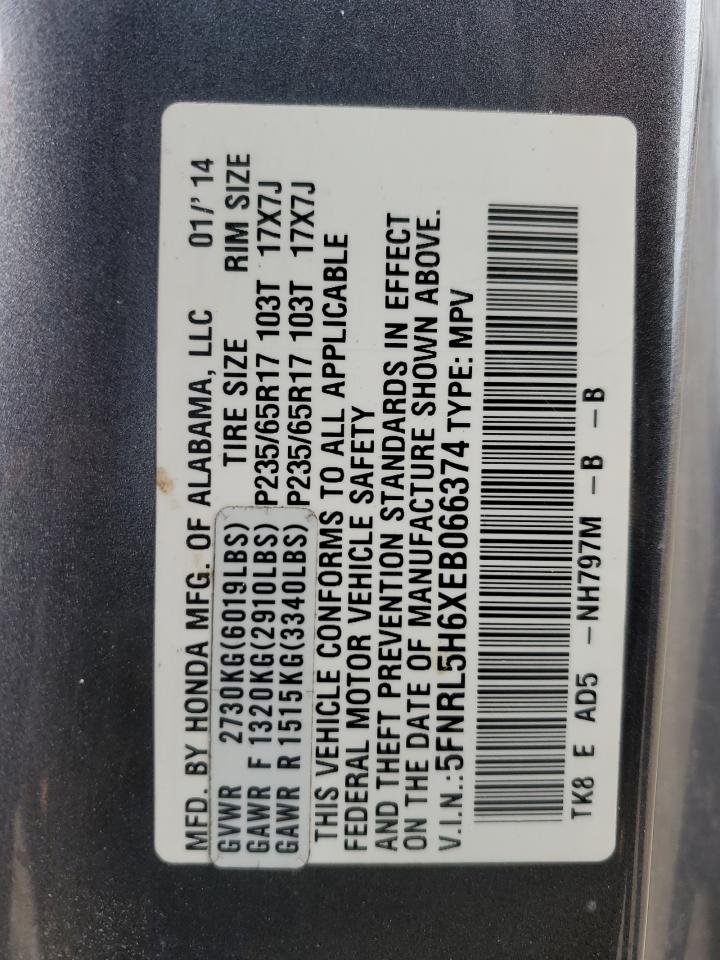 MFD. BY HONDA MFG. OF ALABAMA, LLC 01/' 14
GVWR 2730KG(6019LBS) TIRE SIZE RIM SIZE
GAWR F 1320KG(2910LBS) P235/65R17 103T 17X7J
GAWR R 1515KG(3340LBS) P235/65R17 103T 17X7J
THIS VEHICLE CONFORMS TO ALL APPLICABLE
FEDERAL MOTOR VEHICLE SAFETY
AND THEFT PREVENTION STANDARDS IN EFFECT
ON THE DATE OF MANUFACTURE SHOWN ABOVE.
V.I.N.:5FNRL5H6XEB066374 TYPE: MPV
TK8 E AD5 -NH797M -B -B